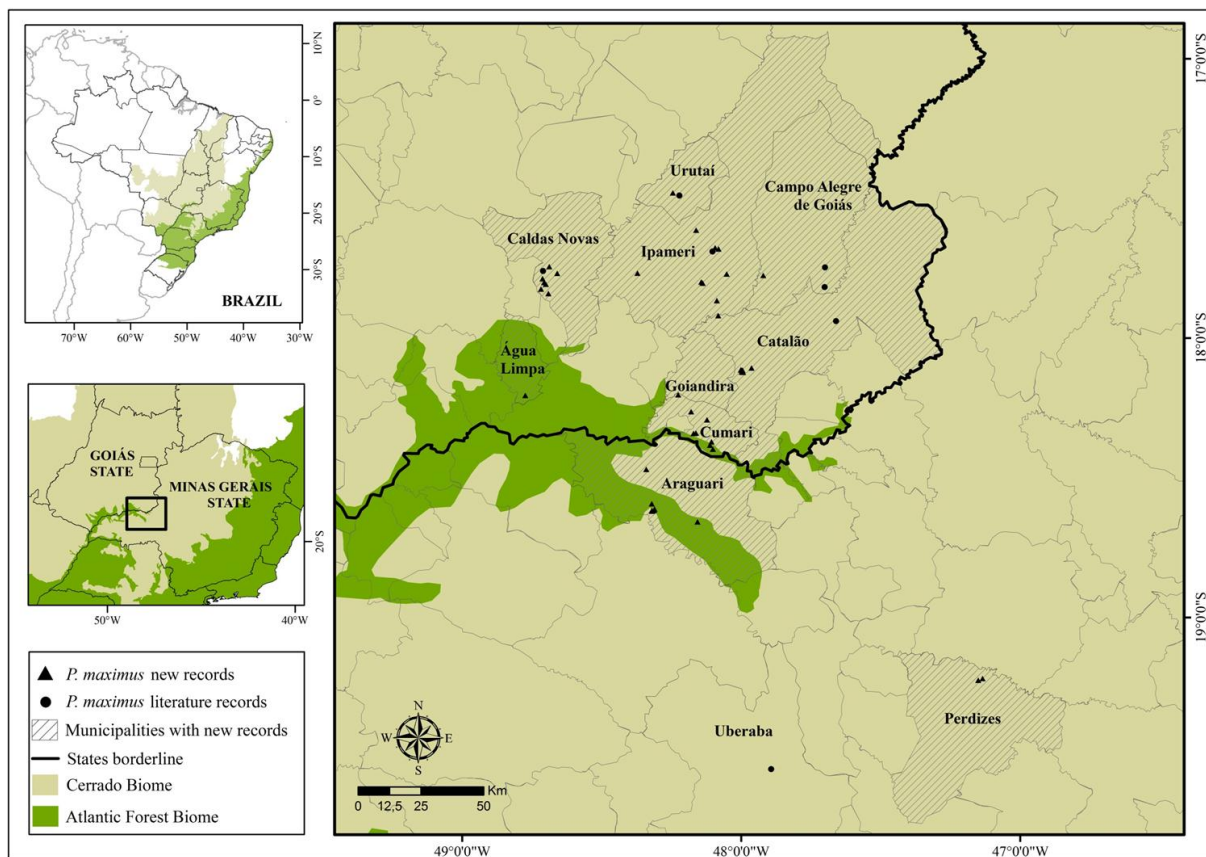 10°N
0°
10°S
20°S
30°S
BRAZIL
70°W 60°W 50°W 40°W 30°W
GOIÁS
STATE
MINAS GERAIS
STATE
20°S
50°W 40°W
P. maximus new records
P. maximus literature records
Municipalities with new records
States borderline
Cerrado Biome
Atlantic Forest Biome
Urutaí
Campo Alegre
de Goiás
Caldas Novas
Ipameri
Catalão
Água
Limpa
Goiandira
Cumari
Araguari
Perdizes
Uberaba
N
W E
S
Km
0 12,5 25 50
17°0'0"S
18°0'0"S
19°0'0"S
49°0'0"W 48°0'0"W 47°0'0"W